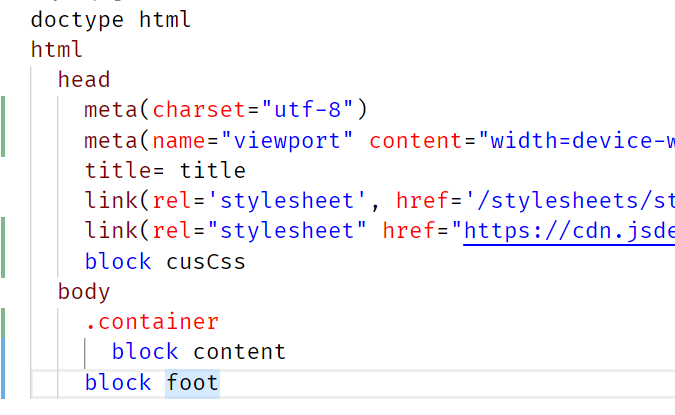 doctype html
html
head
meta(charset="utf-8")
meta(name="viewport" content="width=device-w
title= title
link(rel='stylesheet', href='/stylesheets/st
link(rel="stylesheet" href="https://cdn.jsde
block cusCss
body
.container
block content
block foot